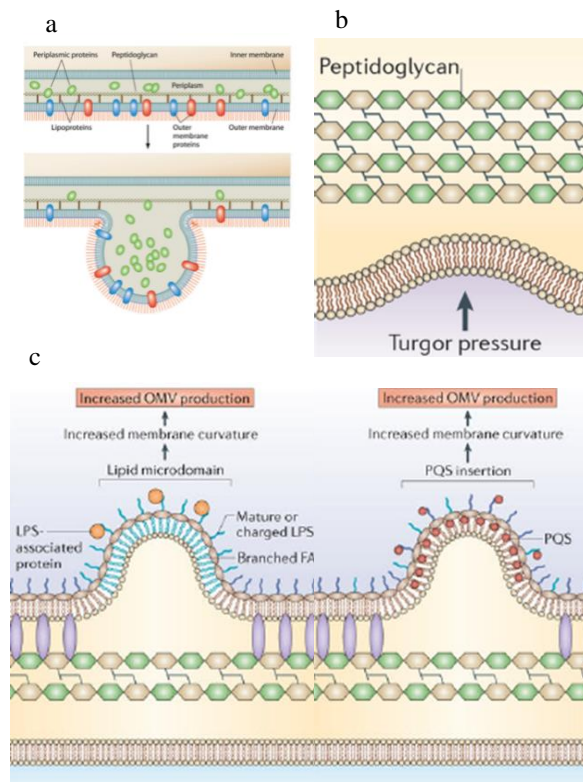 a
Periplasmic proteins
Peptidoglycan
Inner membrane
Periplasm
Lipoproteins
Outer
membrane
proteins
Outer membrane
b
Peptidoglycan
Turgor pressure
c
Increased OMV production
Increased membrane curvature
Lipid microdomain
LPS-
associated
protein
Mature or
charged LPS
Branched FA
Increased OMV production
Increased membrane curvature
PQS insertion
PQS